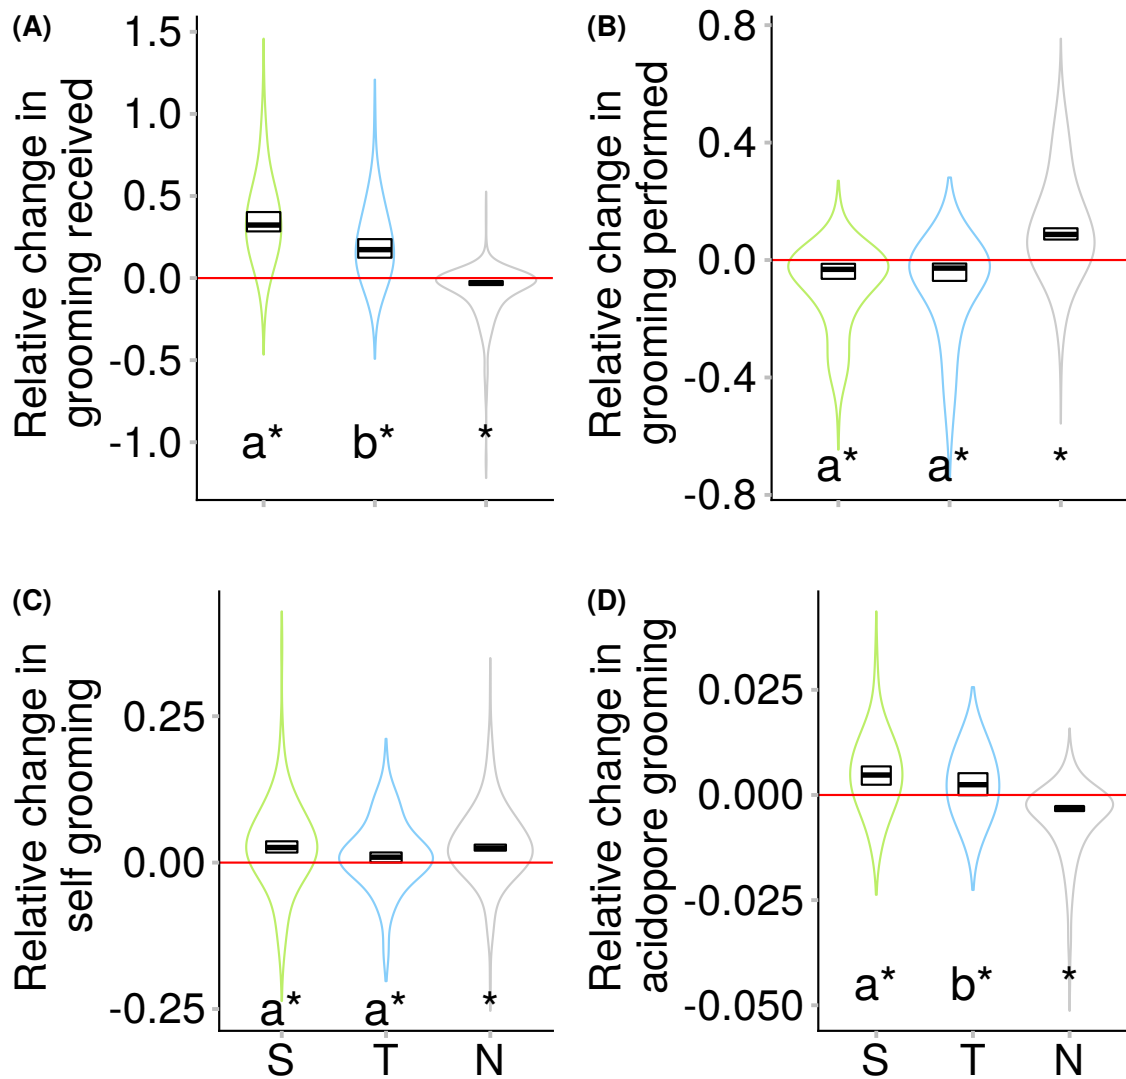 (A)
Relative change in
grooming received
1.5
1.0
0.5
0.0
-0.5
-1.0
a* b* *
(B)
Relative change in
grooming performed
0.8
0.4
0.0
-0.4
-0.8
a* a* *
(C)
Relative change in
self grooming
0.25
0.00
-0.25
a* a* *
S T N
(D)
Relative change in
acidopore grooming
0.025
0.000
-0.025
-0.050
a* b* *
S T N